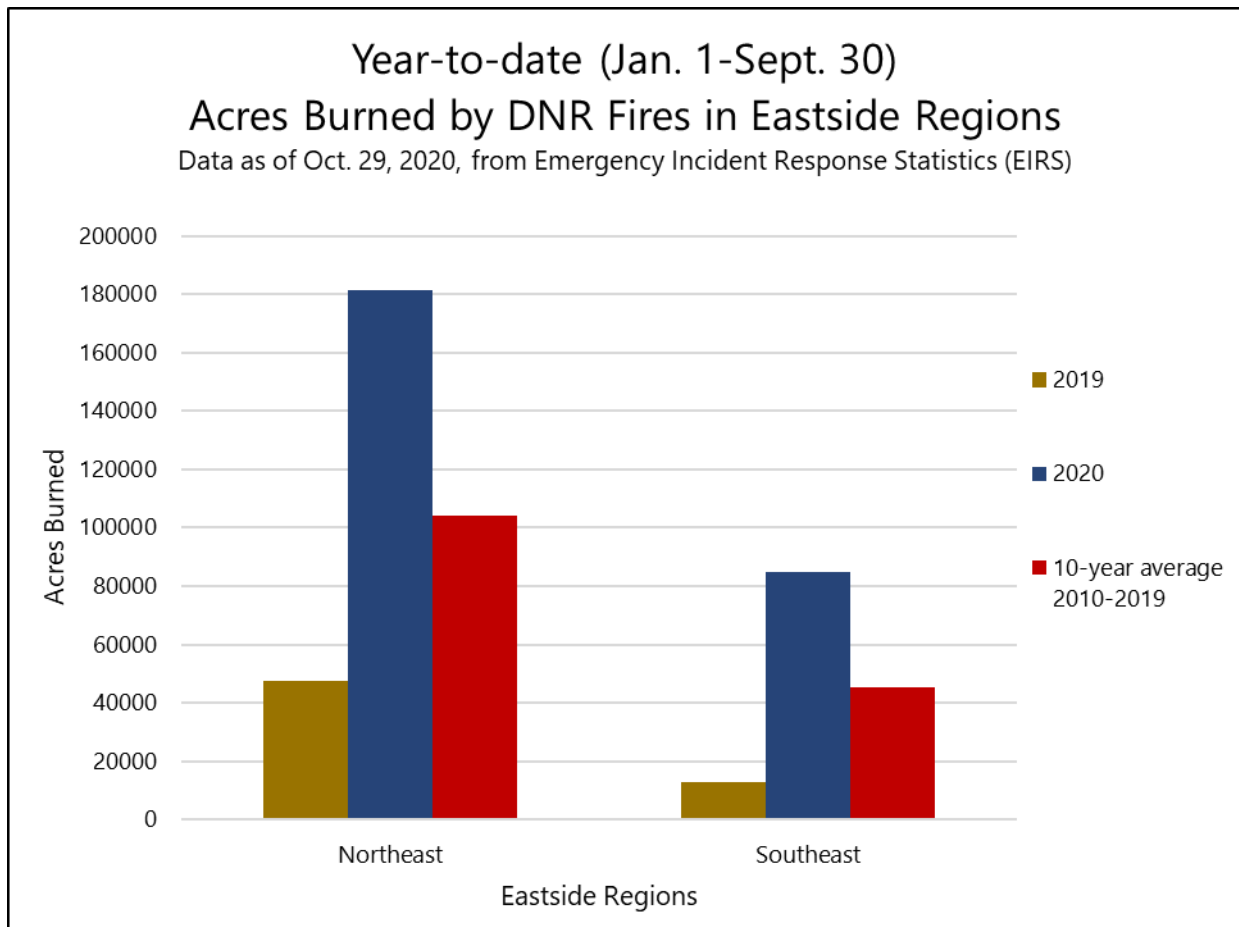 Year-to-date (Jan. 1-Sept. 30)
Acres Burned by DNR Fires in Eastside Regions
Data as of Oct. 29, 2020, from Emergency Incident Response Statistics (EIRS)
Acres Burned
200000
180000
160000
140000
120000
100000
80000
60000
40000
20000
0
Northeast
Southeast
Eastside Regions
2019
2020
10-year average
2010-2019